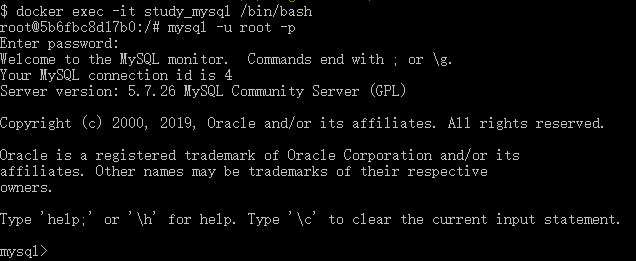 $ docker exec -it study_mysql /bin/bash
root@5b6fbc8d17b0:/# mysql -u root -p
Enter password:
Welcome to the MySQL monitor.  Commands end with ; or \g.
Your MySQL connection id is 4
Server version: 5.7.26 MySQL Community Server (GPL)
Copyright (c) 2000, 2019, Oracle and/or its affiliates. All rights reserved.
Oracle is a registered trademark of Oracle Corporation and/or its
affiliates. Other names may be trademarks of their respective
owners.
Type 'help;' or '\h' for help. Type '\c' to clear the current input statement.
mysql>